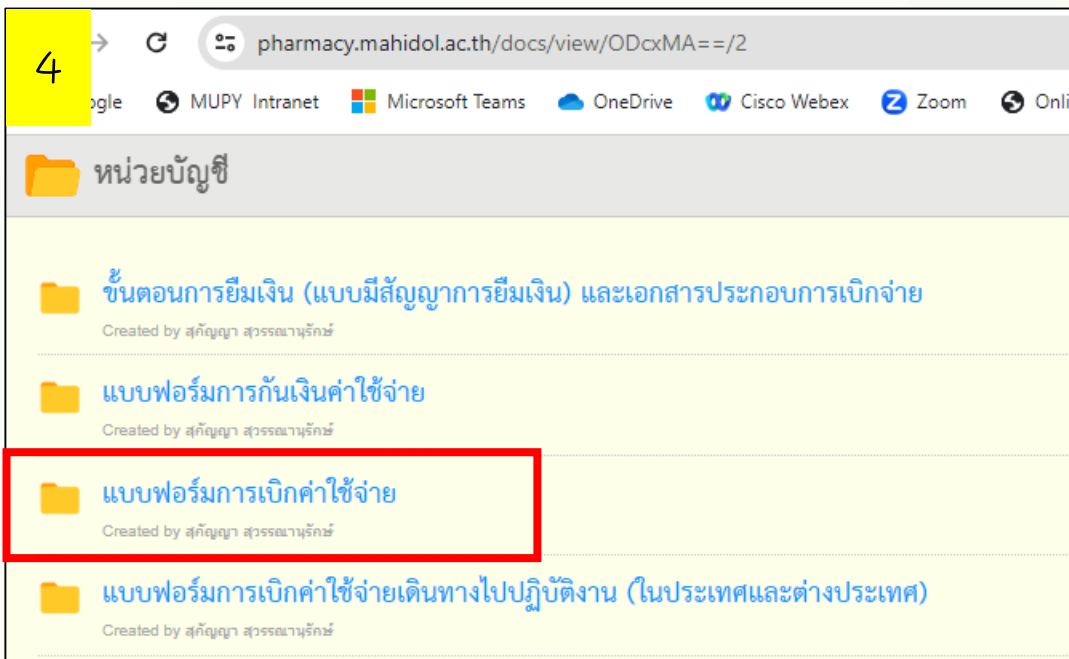 4
pharmacy.mahidol.ac.th/docs/view/ODcxMA==/2
ogle MUPY Intranet Microsoft Teams OneDrive Cisco Webex Zoom Onli
หน่วยบัญชี
ขั้นตอนการยืมเงิน (แบบมีสัญญาการยืมเงิน) และเอกสารประกอบการเบิกจ่าย
Created by สุกัญญา สุวรรณานุรักษ์
แบบฟอร์มการกันเงินค่าใช้จ่าย
Created by สุกัญญา สุวรรณานุรักษ์
แบบฟอร์มการเบิกค่าใช้จ่าย
Created by สุกัญญา สุวรรณานุรักษ์
แบบฟอร์มการเบิกค่าใช้จ่ายเดินทางไปปฏิบัติงาน (ในประเทศและต่างประเทศ)
Created by สุกัญญา สุวรรณานุรักษ์